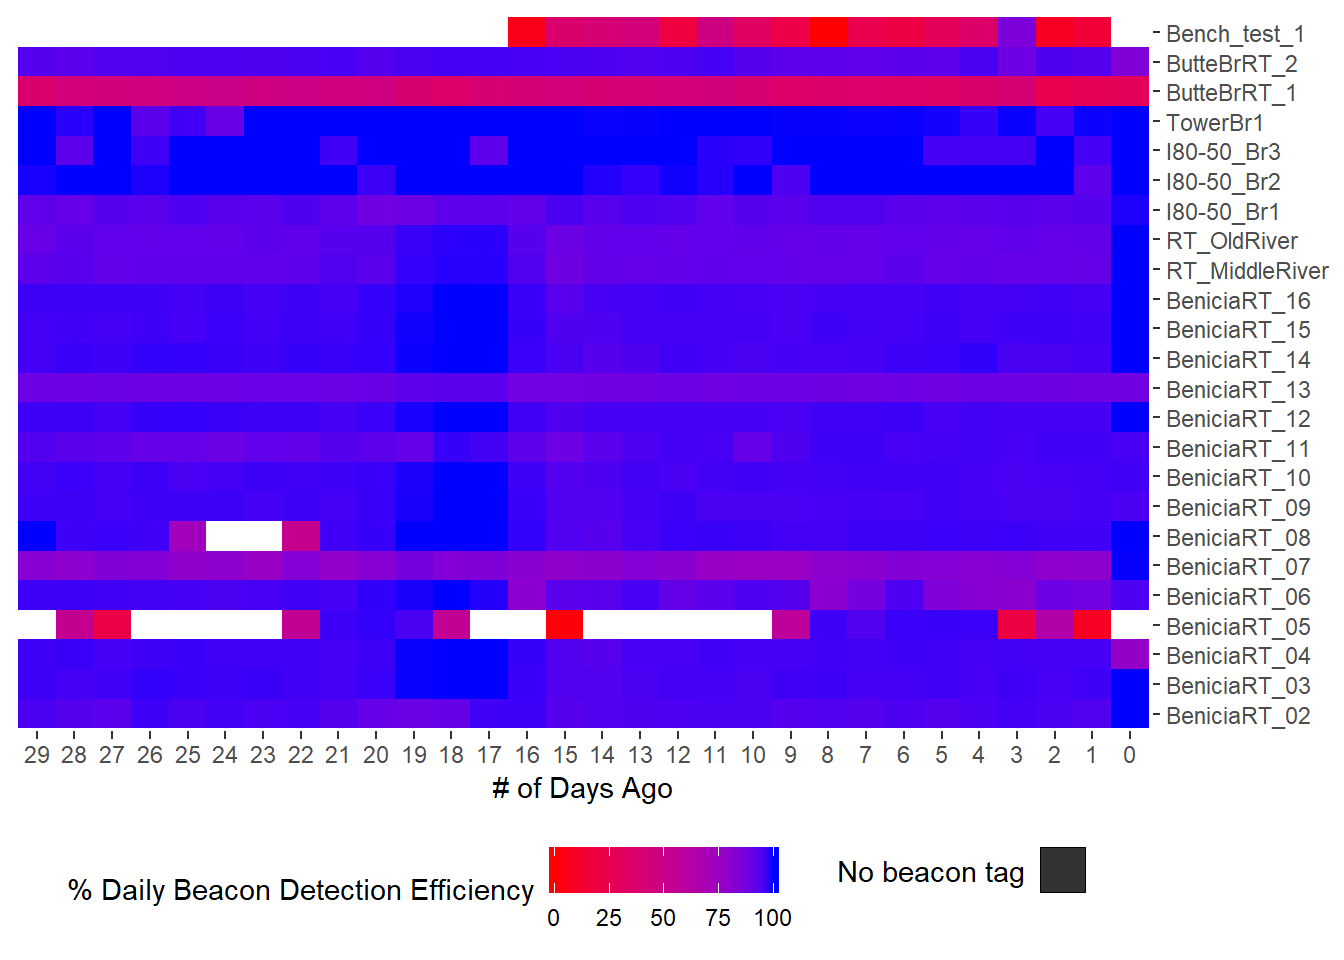 Bench_test_1
ButteBrRT_2
ButteBrRT_1
TowerBr1
I80-50_Br3
I80-50_Br2
I80-50_Br1
RT_OldRiver
RT_MiddleRiver
BeniciaRT_16
BeniciaRT_15
BeniciaRT_14
BeniciaRT_13
BeniciaRT_12
BeniciaRT_11
BeniciaRT_10
BeniciaRT_09
BeniciaRT_08
BeniciaRT_07
BeniciaRT_06
BeniciaRT_05
BeniciaRT_04
BeniciaRT_03
BeniciaRT_02
29 28 27 26 25 24 23 22 21 20 19 18 17 16 15 14 13 12 11 10 9 8 7 6 5 4 3 2 1 0
# of Days Ago
% Daily Beacon Detection Efficiency
0 25 50 75 100
No beacon tag